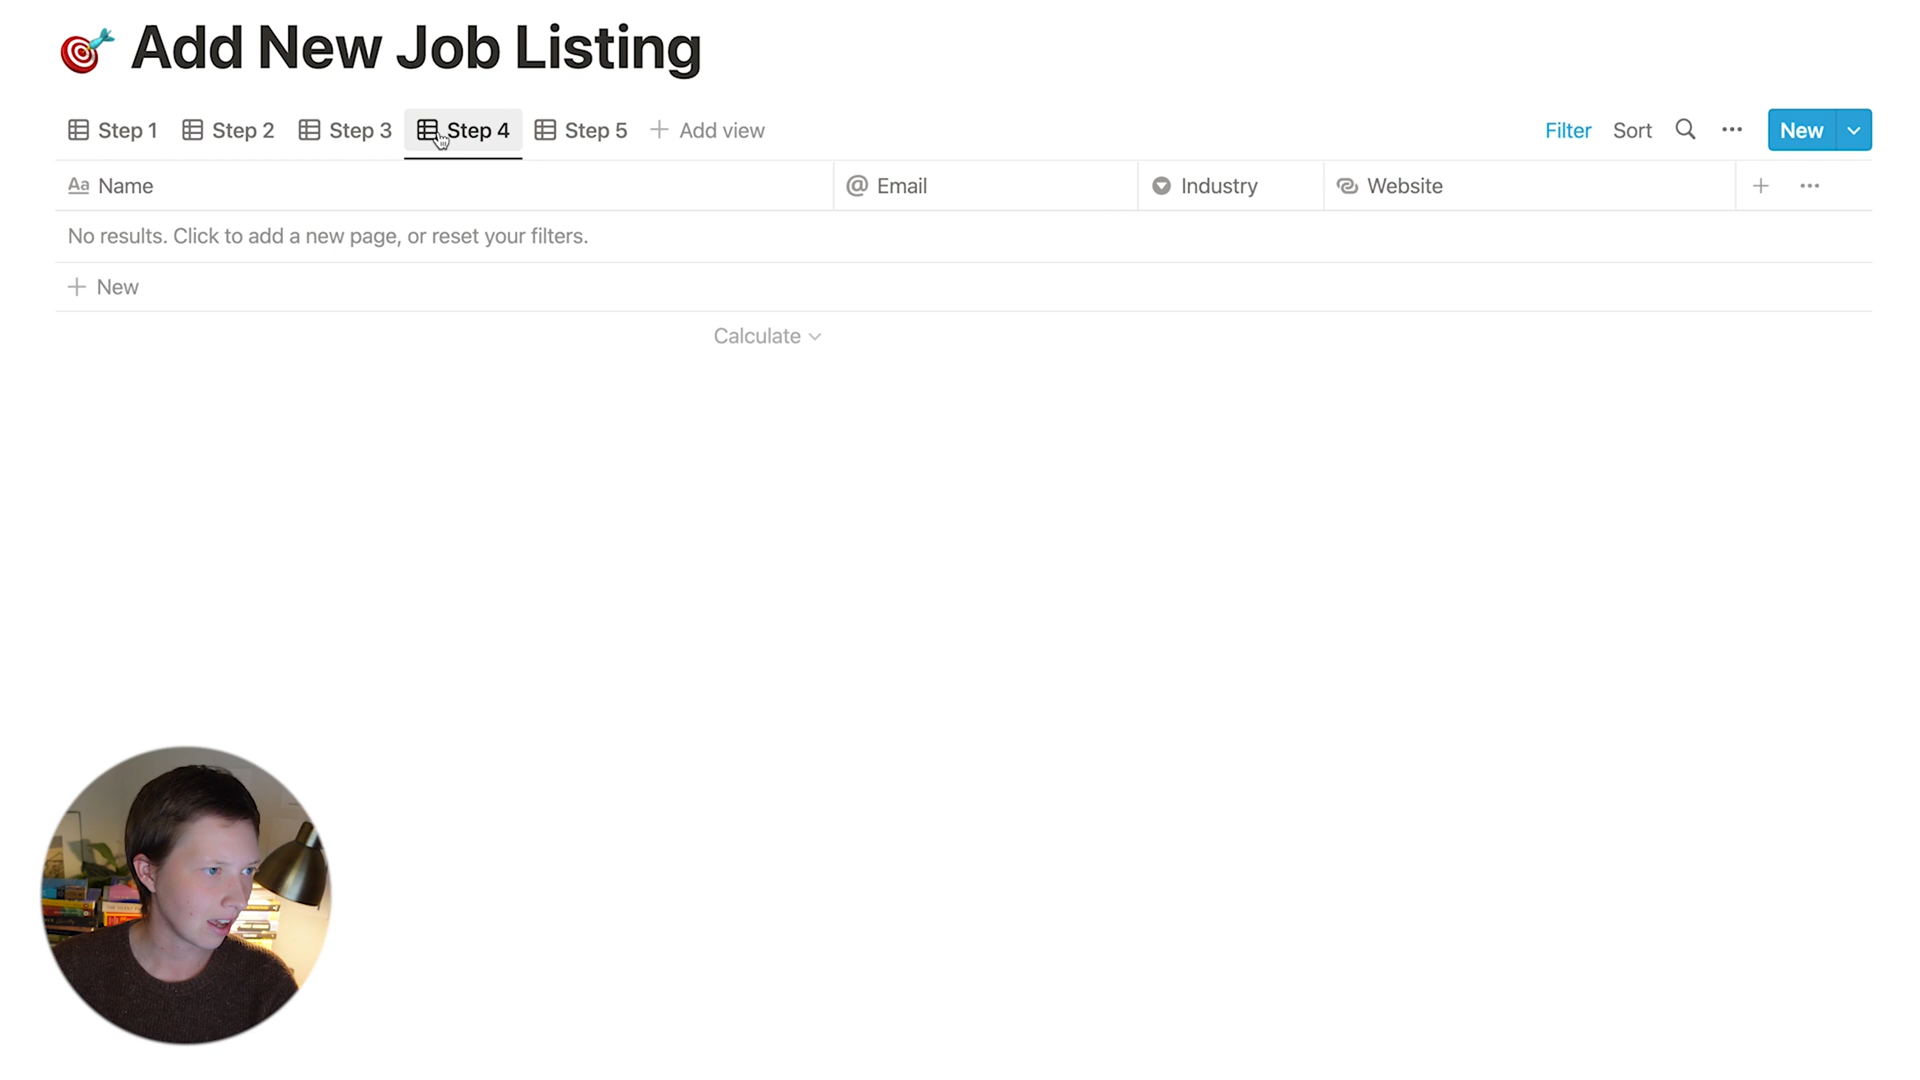 Add New Job Listing
Step 1 Step 2 Step 3 Step 4 Step 5 + Add view Filter Sort ... New
Aa Name @ Email Industry Website + ...
No results. Click to add a new page, or reset your filters.
+ New
Calculate